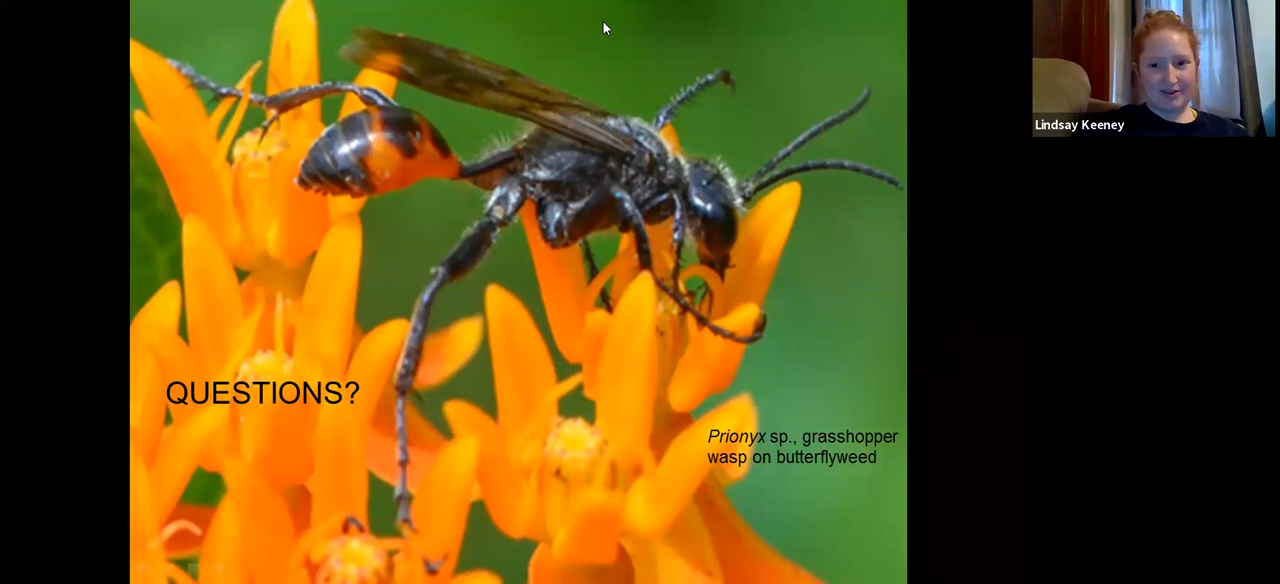 Lindsay Keeney
QUESTIONS?
Prionyx sp., grasshopper
wasp on butterflyweed